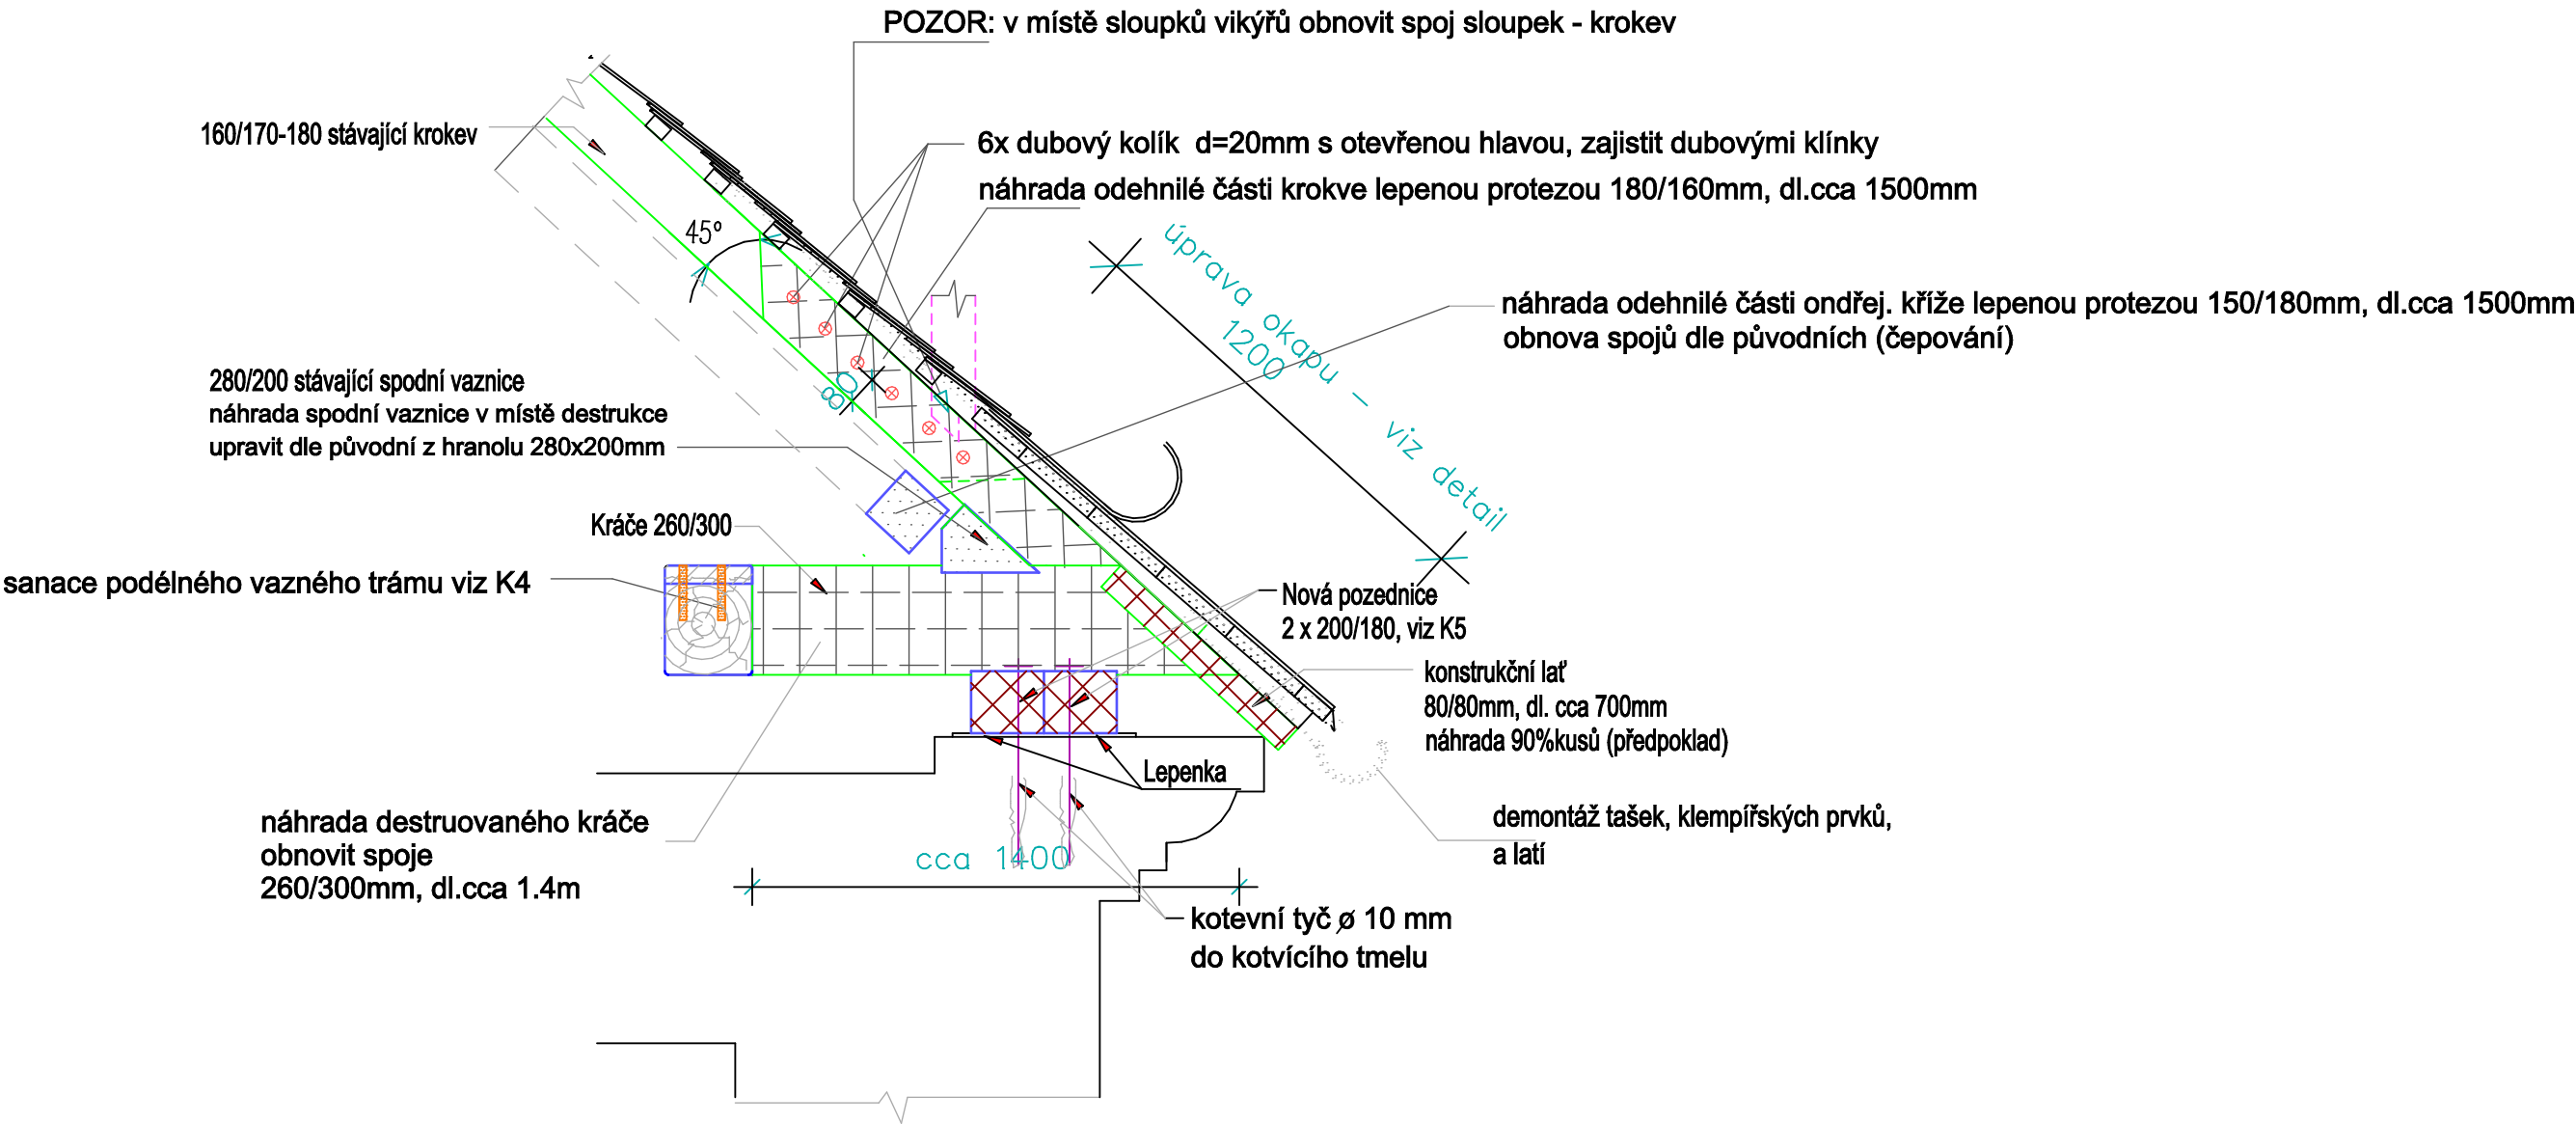 POZOR: v místě sloupků vikýřů obnovit spoj sloupek - krokev
160/170-180 stávající krokev
6x dubový kolík d=20mm s otevřenou hlavou, zajistit dubovými klínky
náhrada odehnilé části krokve lepenou protezou 180/160mm, dl.cca 1500mm
45°
úprava okapu – viz detail
1200
náhrada odehnilé části ondřej. kříže lepenou protezou 150/180mm, dl.cca 1500mm
obnova spojů dle původních (čepování)
80
280/200 stávající spodní vaznice
náhrada spodní vaznice v místě destrukce
upravit dle původní z hranolu 280x200mm
Kráče 260/300
sanace podélného vazného trámu viz K4
Nová pozednice
2 x 200/180, viz K5
konstrukční lať
80/80mm, dl. cca 700mm
náhrada 90%kusů (předpoklad)
Lepenka
náhrada destruovaného kráče
obnovit spoje
260/300mm, dl.cca 1.4m
demontáž tašek, klempířských prvků,
a latí
cca 1400
kotevní tyč ø 10 mm
do kotvícího tmelu